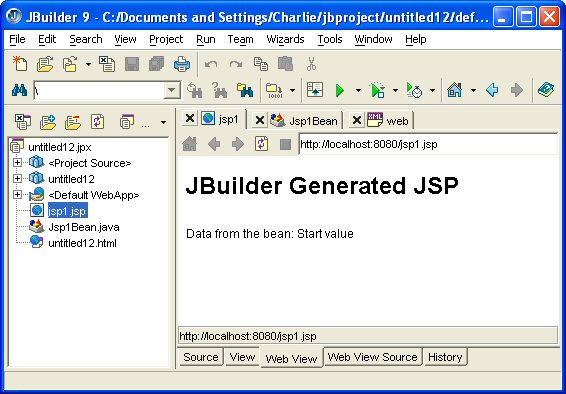 JBuilder 9 - C:/Documents and Settings/Charlie/jbproject/untitled12/def...
File Edit Search View Project Run Team Wizards Tools Window Help
\
...
jsp1 Jsp1Bean web
http://localhost:8080/jsp1.jsp
untitled12.jpx
<Project Source>
untitled12
<Default WebApp>
jsp1.jsp
Jsp1Bean.java
untitled12.html
JBuilder Generated JSP
Data from the bean: Start value
http://localhost:8080/jsp1.jsp
Source View Web View Web View Source History